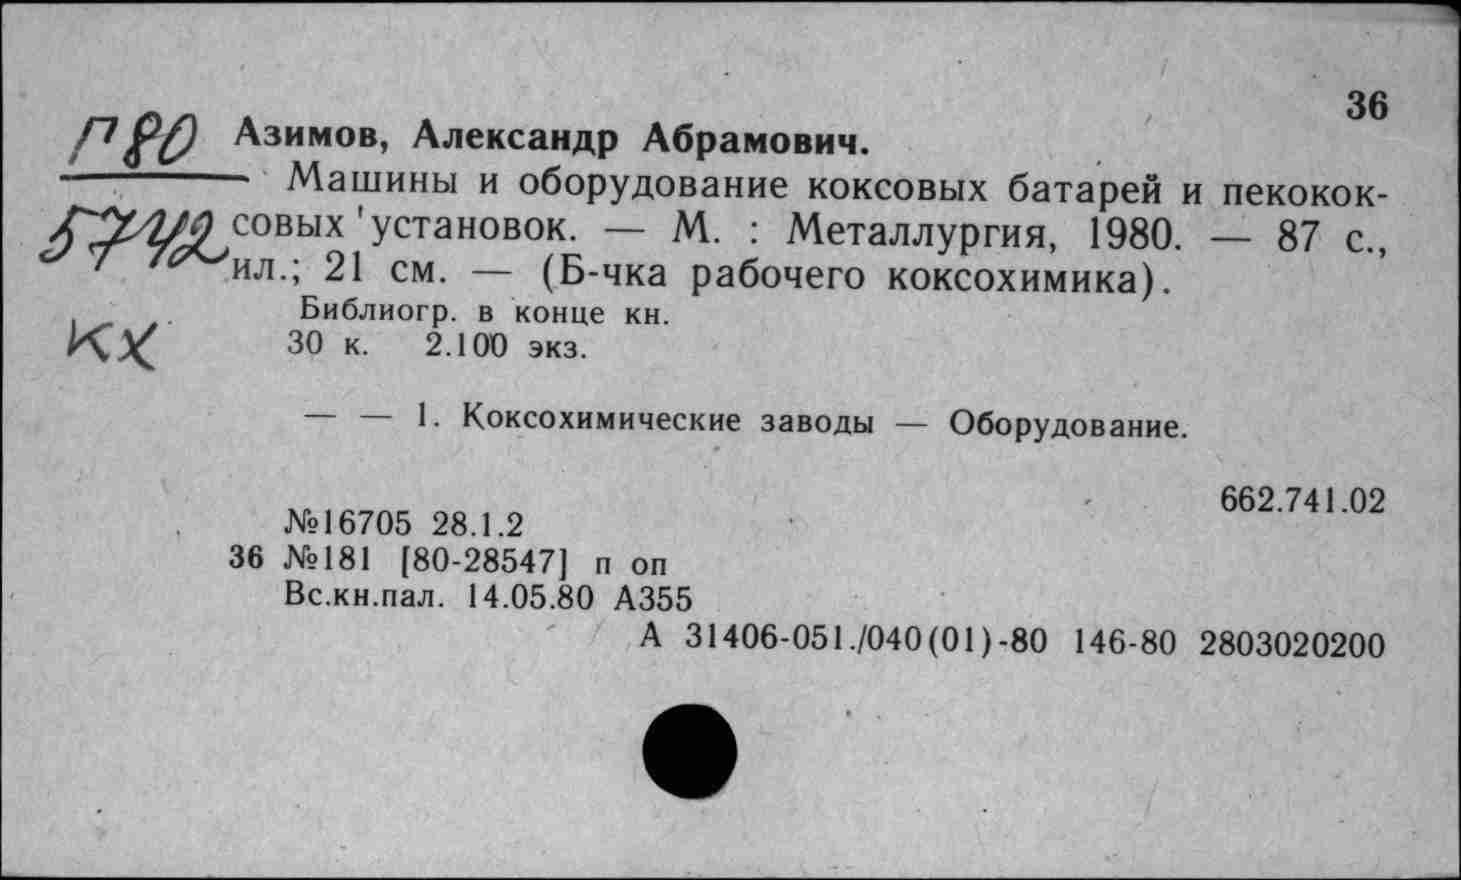 36
П80 Азимов, Александр Абрамович.
Машины и оборудование коксовых батарей и пекокок-
совых установок. — М. : Металлургия, 1980. — 87 с.,
ил.; 21 см. — (Б-чка рабочего коксохимика).
Библиогр. в конце кн.
КХ 30 к. 2.100 экз.
— — 1. Коксохимические заводы — Оборудование.
662.741.02
№16705 28.1.2
36 №181 [80-28547] п оп
Вс.кн.пал. 14.05.80 А355
А 31406-051./040(01)-80 146-80 2803020200